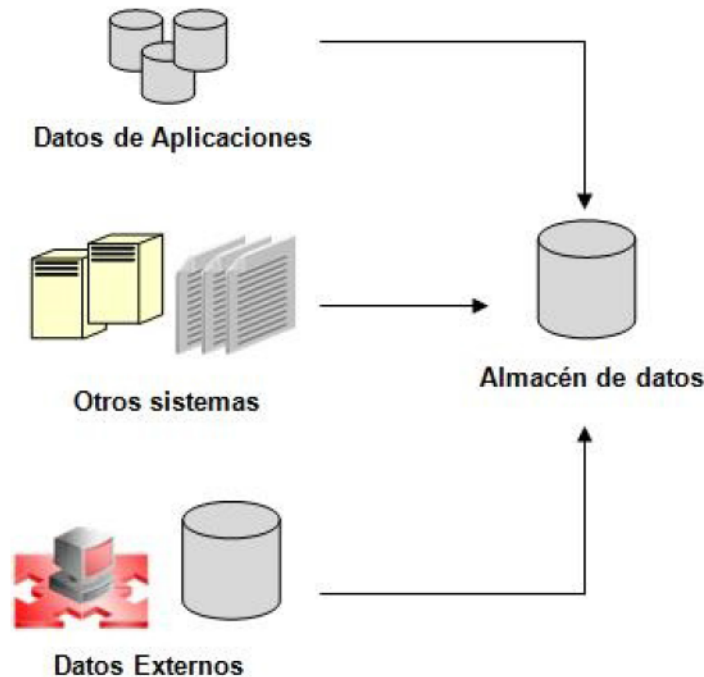 Datos de Aplicaciones
Otros sistemas
Almacén de datos
Datos Externos